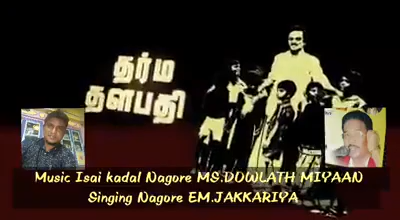 தர்ம
தளபதி
Music Isai kadal Nagore MS.DOWLATH MIYAAN
Singing Nagore EM.JAKKARIYA